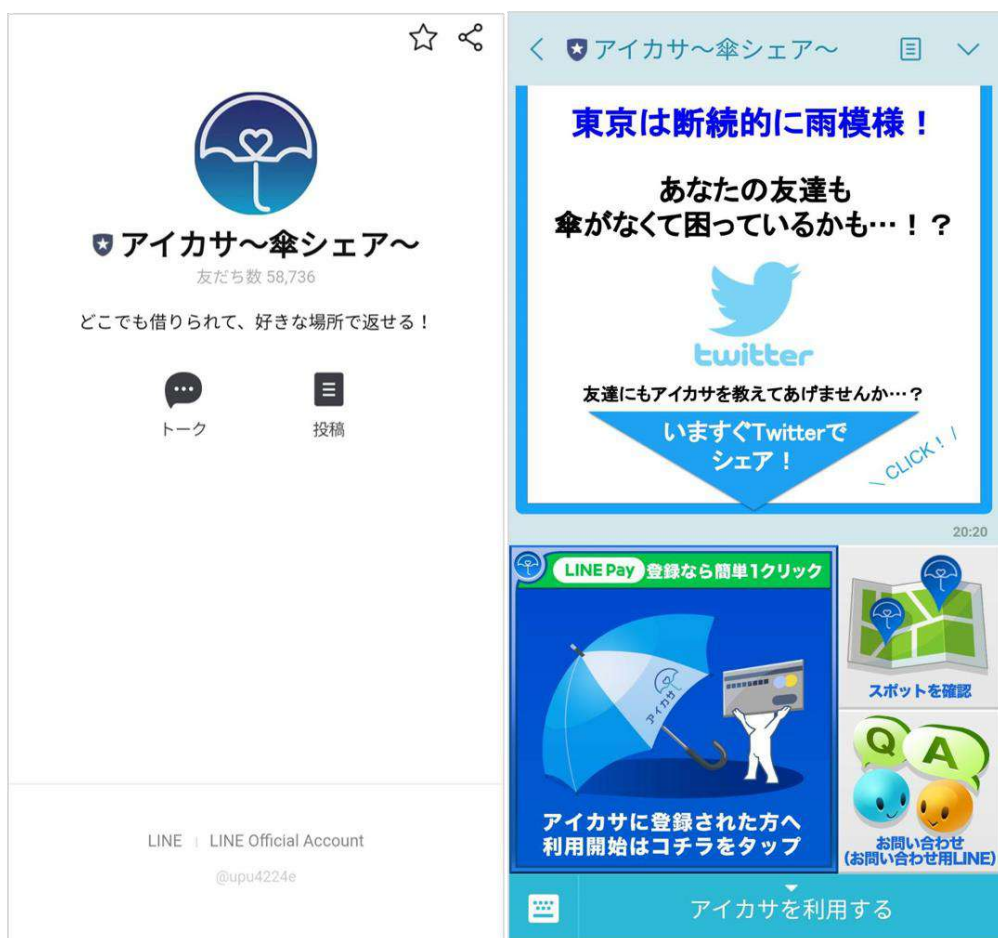 アイカサ〜傘シェア〜
友だち数 58,736
どこでも借りられて、好きな場所で返せる！
トーク
投稿
LINE | LINE Official Account
@upu4224e
アイカサ〜傘シェア〜
東京は断続的に雨模様！
あなたの友達も
傘がなくて困っているかも…！？
twitter
友達にもアイカサを教えてあげませんか…？
いますぐTwitterで
シェア！
\ CLICK！ /
20:20
LINE Pay 登録なら簡単1クリック
アイカサ
アイカサに登録された方へ
利用開始はコチラをタップ
スポットを確認
Q A
お問い合わせ
(お問い合わせ用LINE)
アイカサを利用する